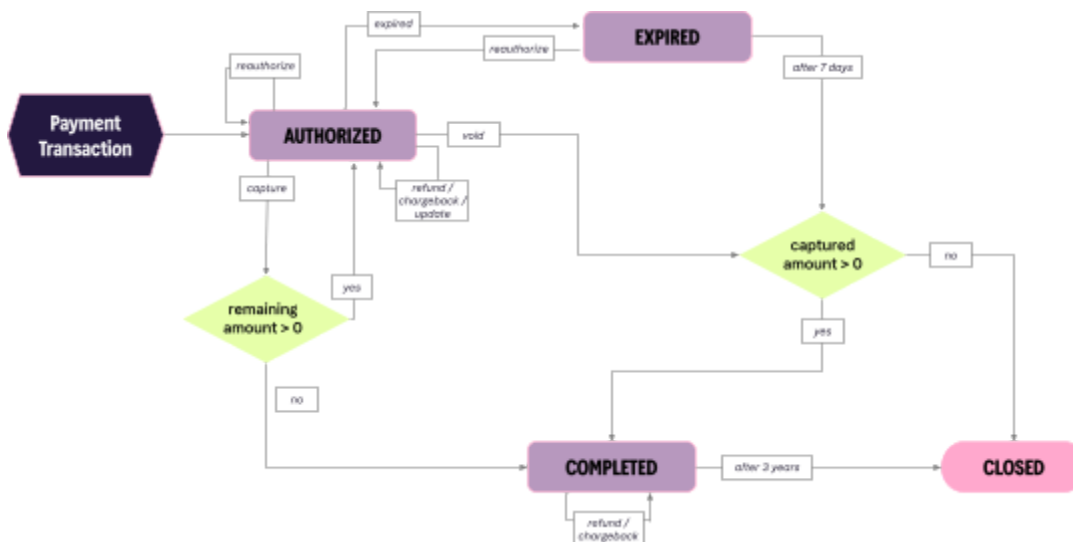 expired
EXPIRED
reauthorize
reauthorize
after 7 days
Payment
Transaction
AUTHORIZED
void
capture
refund /
chargeback /
update
captured
amount > 0
no
yes
remaining
amount > 0
yes
no
COMPLETED
after 3 years
CLOSED
refund /
chargeback